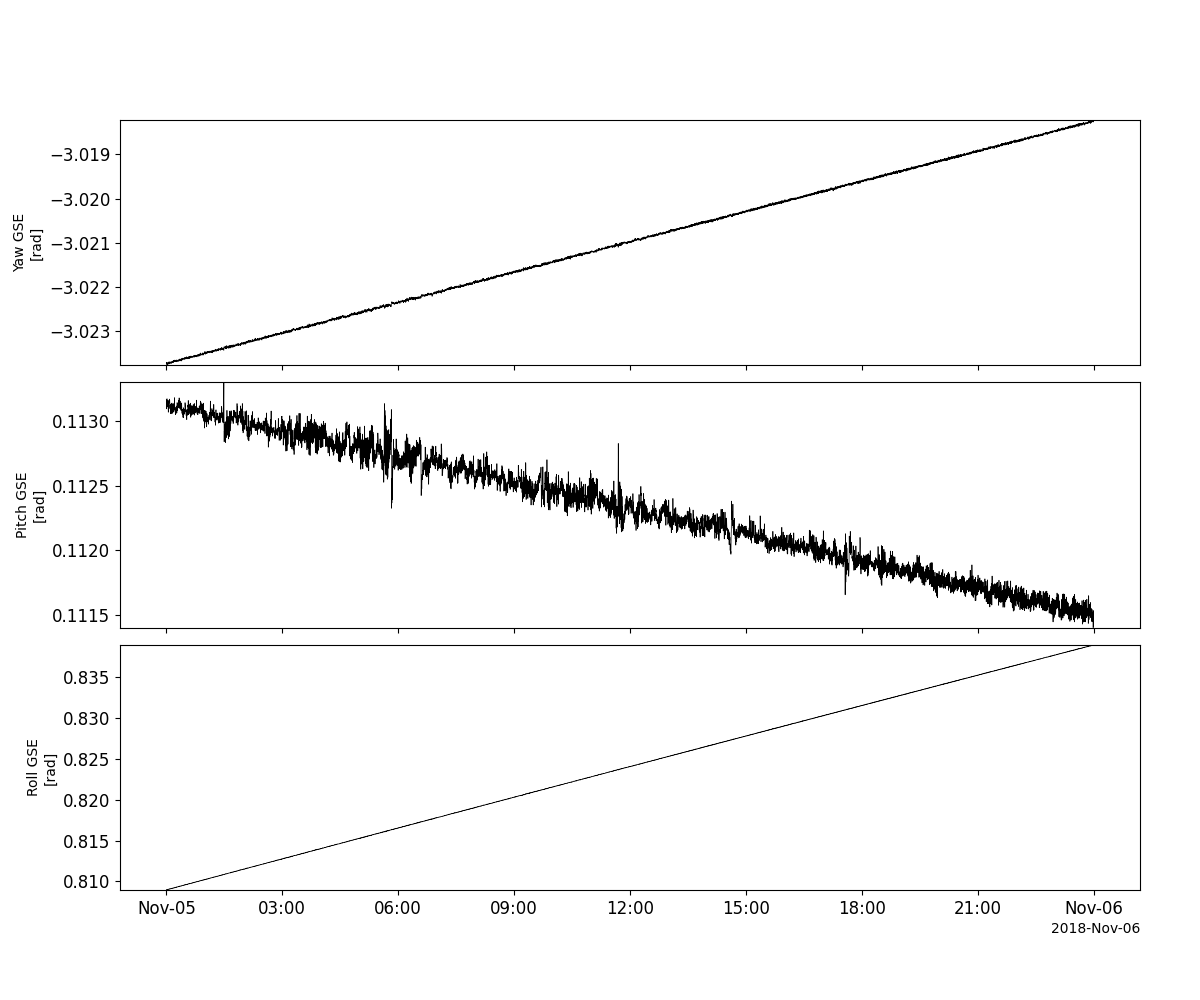 −3.019
−3.020
−3.021
−3.022
−3.023
Yaw GSE
[rad]
0.1130
0.1125
0.1120
0.1115
Pitch GSE
[rad]
0.835
0.830
0.825
0.820
0.815
0.810
Roll GSE
[rad]
Nov-05 03:00 06:00 09:00 12:00 15:00 18:00 21:00 Nov-06
2018-Nov-06